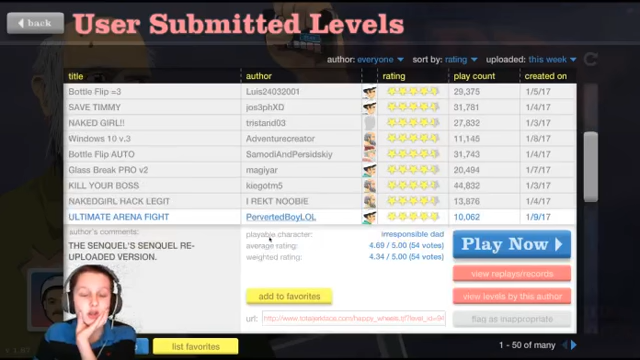 back
User Submitted Levels
author: everyone sort by: rating uploaded: this week
title author rating play count created on
Bottle Flip =3 Luis24032001 29,375 1/5/17
SAVE TIMMY jos3phXD 31,781 1/4/17
NAKED GIRL!! tristand03 27,832 1/3/17
Windows 10 v.3 Adventurecreator 11,145 1/8/17
Bottle Flip AUTO SamodiAndPersidskiy 31,743 1/4/17
Glass Break PRO v2 magiyar 20,494 1/7/17
KILL YOUR BOSS kiegotm5 44,832 1/3/17
NAKEDGIRL HACK LEGIT I REKT NOOBIE 13,876 1/4/17
ULTIMATE ARENA FIGHT PervertedBoyLOL 10,062 1/9/17
author's comments:
THE SENQUEL'S SENQUEL RE-UPLOADED VERSION.
playable character: irresponsible dad
average rating: 4.69 / 5.00 (54 votes)
weighted rating: 4.34 / 5.00 (54 votes)
Play Now
view replays/records
add to favorites
view levels by this author
url:
flag as inappropriate
list favorites
1 - 50 of many